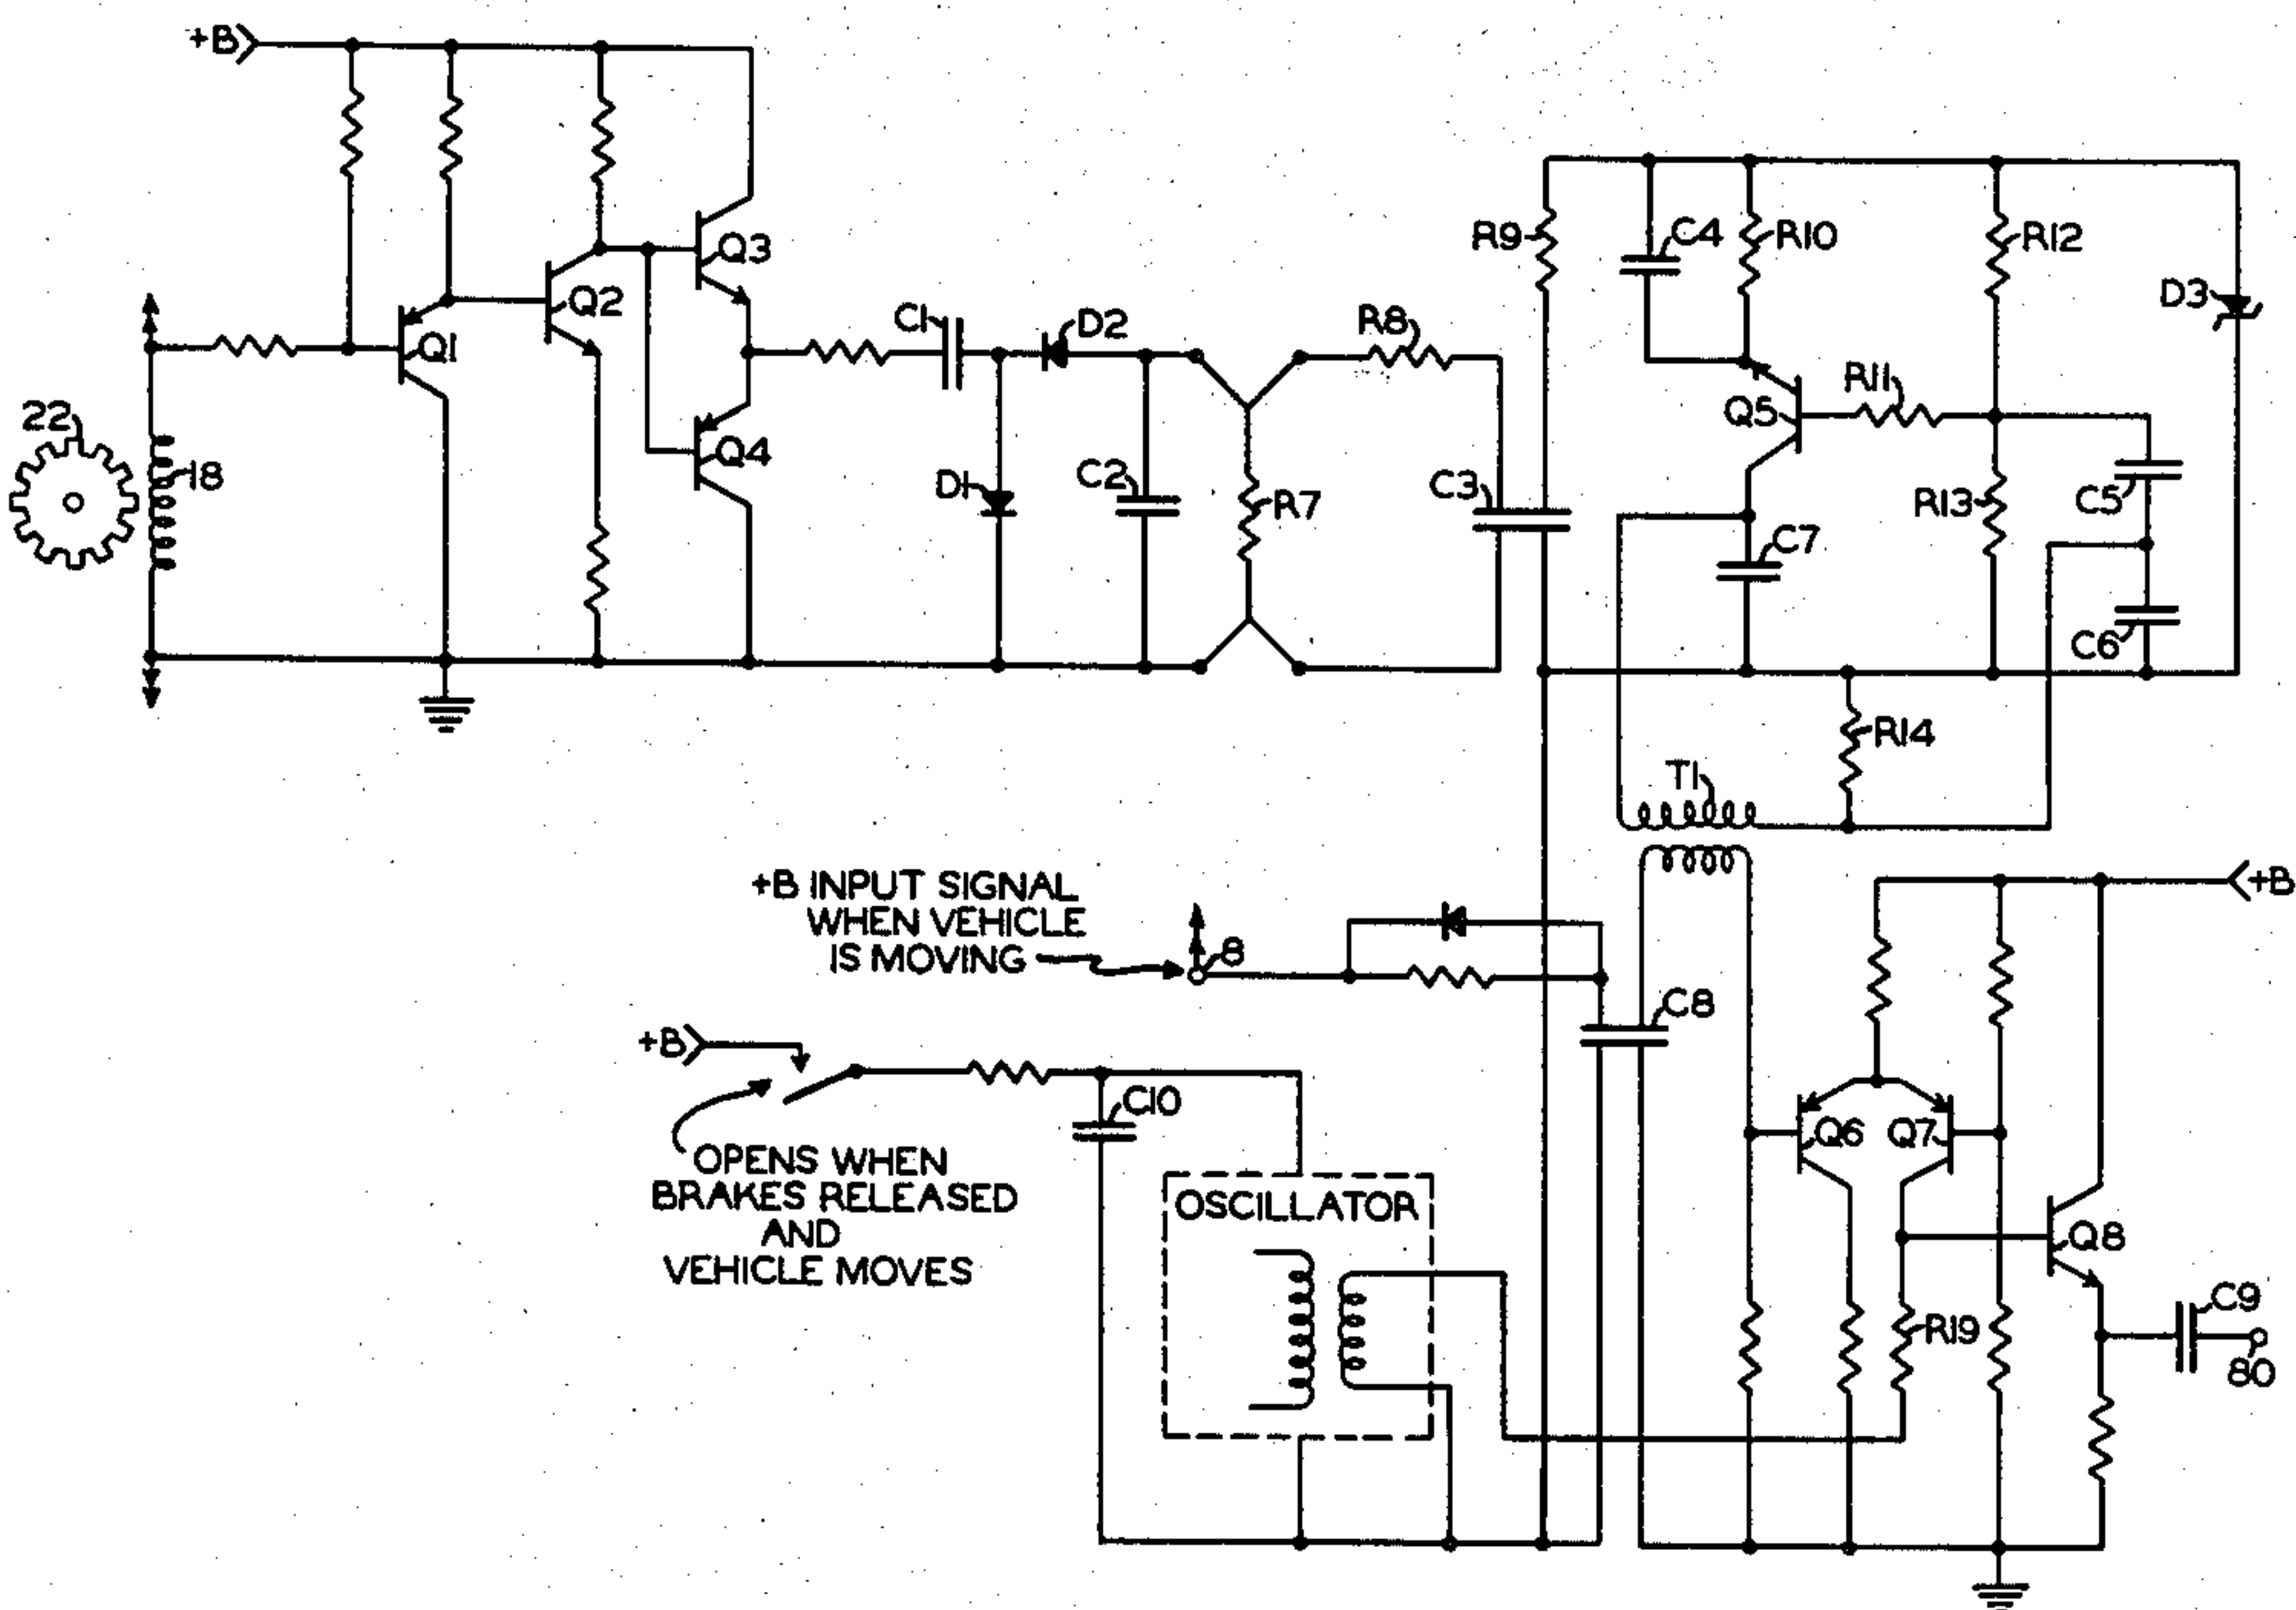 +B
Q1
Q2
Q3
Q4
22
18
C1
D2
D1
C2
R7
R8
C3
R9
C4
R10
R12
D3
R11
Q5
R13
C5
C7
C6
R14
T1
+B INPUT SIGNAL
WHEN VEHICLE
IS MOVING
8
C8
+B
+B
C10
OPENS WHEN
BRAKES RELEASED
AND
VEHICLE MOVES
OSCILLATOR
Q6
Q7
Q8
R19
C9
80